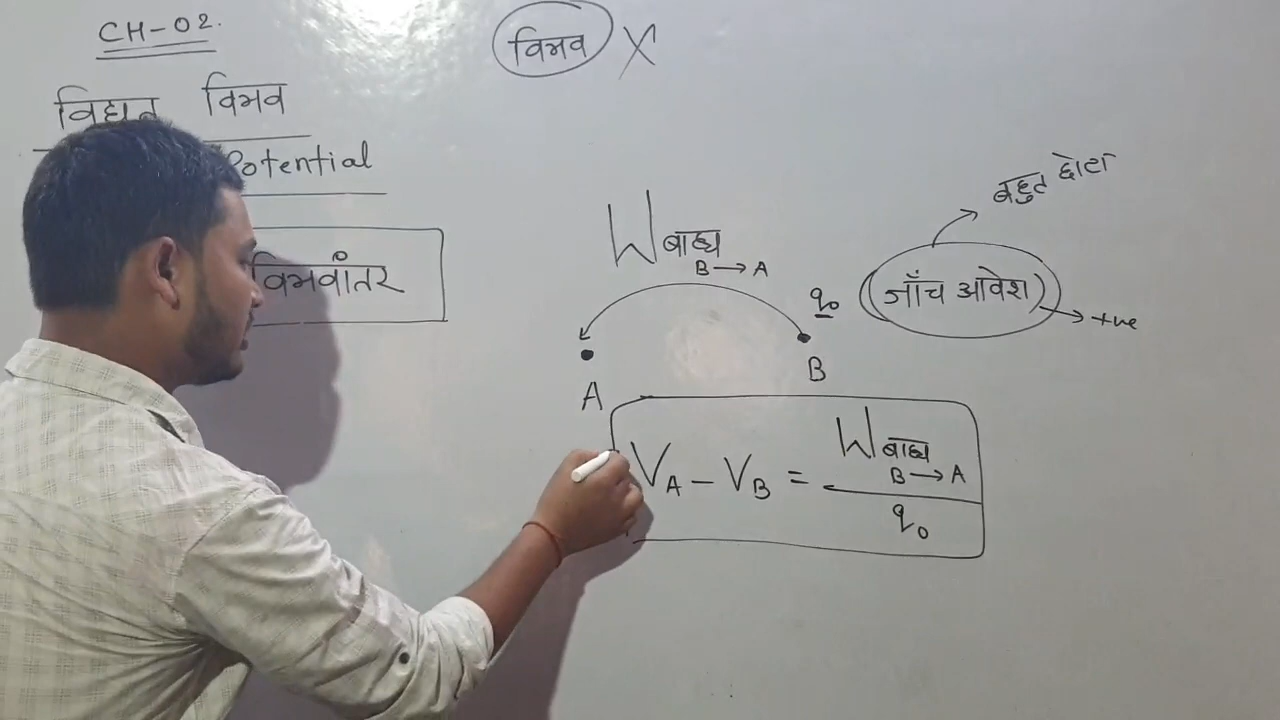 CH-02.
विद्युत विभव
Potential
विभवांतर
विभव X
W बाह्य
B → A
q₀
(जाँच आवेश)
बहुत छोटा
+ve
A
B
V_A - V_B = W बाह्य B → A / q₀